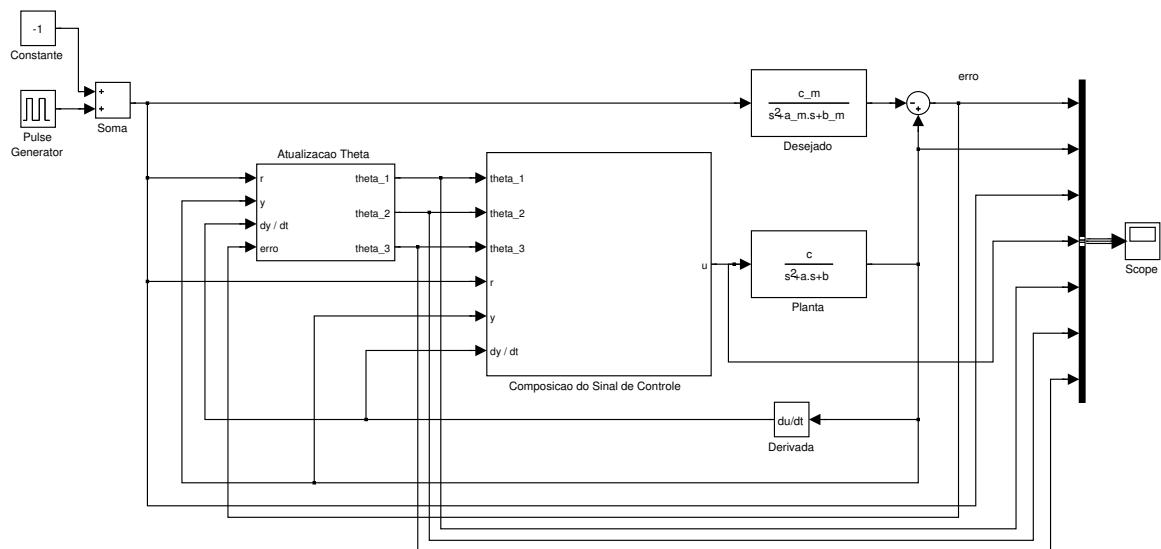 -1
Constante
+
+
Soma
Pulse
Generator
Atualizacao Theta
r
y
dy / dt
erro
theta_1
theta_2
theta_3
theta_1
theta_2
theta_3
r
y
dy / dt
u
Composicao do Sinal de Controle
c_m
s2+a_m.s+b_m
Desejado
-
+
erro
c
s2+a.s+b
Planta
du/dt
Derivada
Scope